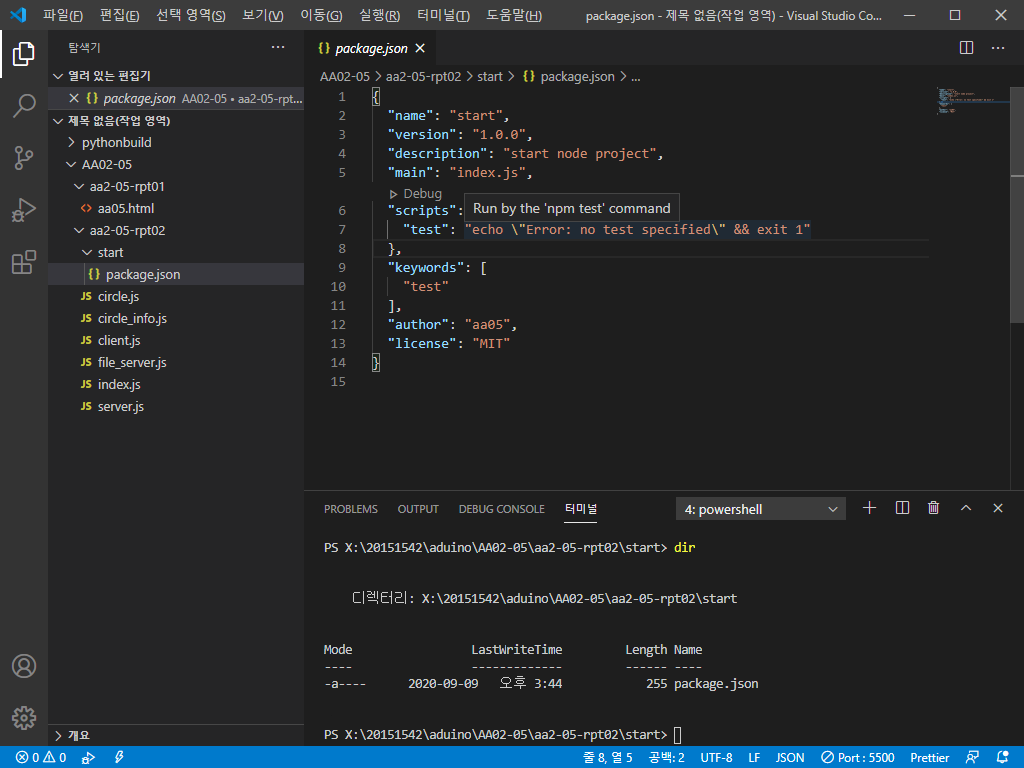 파일(F) 편집(E) 선택 영역(S) 보기(V) 이동(G) 실행(R) 터미널(T) 도움말(H) package.json - 제목 없음(작업 영역) - Visual Studio Co...
탐색기
열려 있는 편집기
{} package.json AA02-05 • aa2-05-rpt...
제목 없음(작업 영역)
pythonbuild
AA02-05
aa2-05-rpt01
<> aa05.html
aa2-05-rpt02
start
{} package.json
JS circle.js
JS circle_info.js
JS client.js
JS file_server.js
JS index.js
JS server.js
개요
{} package.json
AA02-05 > aa2-05-rpt02 > start > {} package.json > ...
1 {
2 "name": "start",
3 "version": "1.0.0",
4 "description": "start node project",
5 "main": "index.js",
Debug
6 "scripts": Run by the 'npm test' command
7 "test": "echo \"Error: no test specified\" && exit 1"
8 },
9 "keywords": [
10 "test"
11 ],
12 "author": "aa05",
13 "license": "MIT"
14 }
15
PROBLEMS OUTPUT DEBUG CONSOLE 터미널 4: powershell
PS X:\20151542\aduino\AA02-05\aa2-05-rpt02\start> dir
디렉터리: X:\20151542\aduino\AA02-05\aa2-05-rpt02\start
Mode LastWriteTime Length Name
---- ------------- ------ ----
-a---- 2020-09-09 오후 3:44 255 package.json
PS X:\20151542\aduino\AA02-05\aa2-05-rpt02\start>
0 0 줄 8, 열 5 공백: 2 UTF-8 LF JSON Port : 5500 Prettier